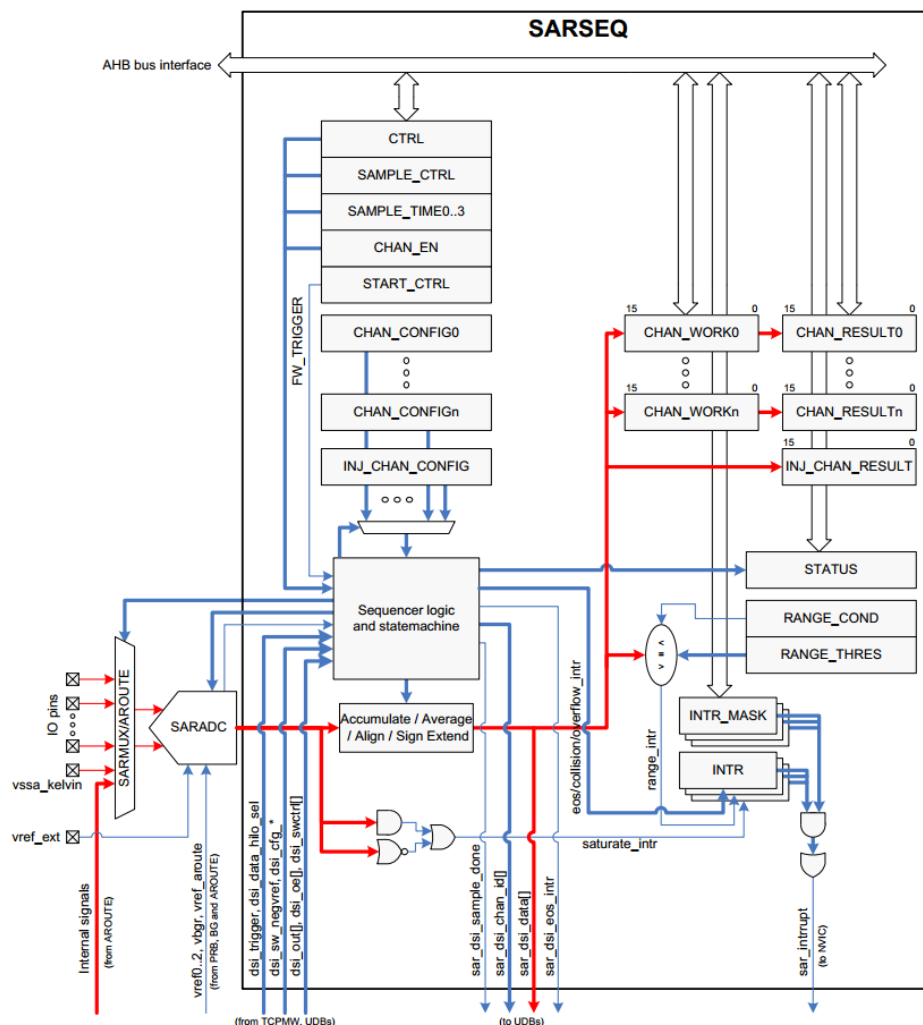 SARSEQ
AHB bus interface
CTRL
SAMPLE_CTRL
SAMPLE_TIME0..3
CHAN_EN
START_CTRL
FW_TRIGGER
CHAN_CONFIG0
CHAN_CONFIGn
INJ_CHAN_CONFIG
15 0
CHAN_WORK0
15 0
CHAN_RESULT0
15 0
CHAN_WORKn
15 0
CHAN_RESULTn
15 0
INJ_CHAN_RESULT
STATUS
Sequencer logic
and statemachine
RANGE_COND
RANGE_THRES
< = >
IO pins
SARMUX/AROUTE
SARADC
Accumulate / Average
/ Align / Sign Extend
eos/collision/overflow_intr
range_intr
INTR_MASK
INTR
vssa_kelvin
vref_ext
saturate_intr
Internal signals
(from AROUTE)
vref0..2, vbgr, vref_aroute
(from PRB, BG and AROUTE)
dsi_trigger, dsi_data_hilo_sel
dsi_sw_negvref, dsi_cfg_*
dsi_out[], dsi_oe[], dsi_swctrl[]
(from TCPMW, UDBs)
sar_dsi_sample_done
sar_dsi_chan_id[]
sar_dsi_data[]
sar_dsi_eos_intr
(to UDBs)
sar_intrrupt
(to NVIC)